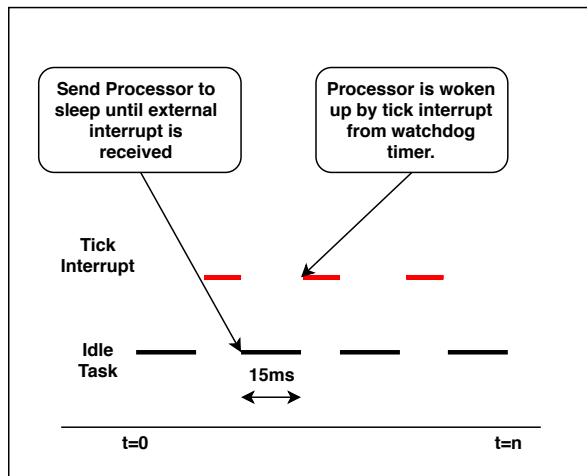 Send Processor to
sleep until external
interrupt is
received
Processor is woken
up by tick interrupt
from watchdog
timer.
Tick
Interrupt
Idle
Task
15ms
t=0
t=n